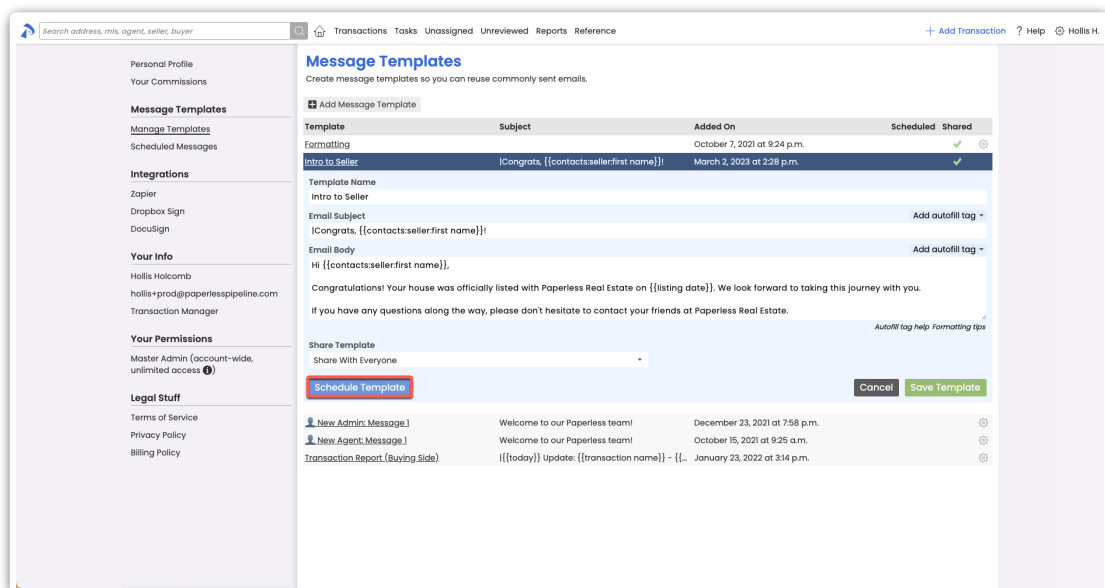 Search address, mls, agent, seller, buyer
Transactions Tasks Unassigned Unreviewed Reports Reference
+ Add Transaction ? Help Hollis H.
Personal Profile
Your Commissions
Message Templates
Manage Templates
Scheduled Messages
Integrations
Zapier
Dropbox Sign
DocuSign
Your Info
Hollis Holcomb
hollis+prod@paperlesspipeline.com
Transaction Manager
Your Permissions
Master Admin (account-wide,
unlimited access)
Legal Stuff
Terms of Service
Privacy Policy
Billing Policy
Message Templates
Create message templates so you can reuse commonly sent emails.
Add Message Template
Template Subject Added On Scheduled Shared
Formatting October 7, 2021 at 9:24 p.m.
Intro to Seller |Congrats, {{contacts:seller:first name}}! March 2, 2023 at 2:28 p.m.
Template Name
Intro to Seller
Email Subject Add autofill tag
|Congrats, {{contacts:seller:first name}}!
Email Body Add autofill tag
Hi {{contacts:seller:first name}},
Congratulations! Your house was officially listed with Paperless Real Estate on {{listing date}}. We look forward to taking this journey with you.
If you have any questions along the way, please don't hesitate to contact your friends at Paperless Real Estate.
Autofill tag help Formatting tips
Share Template
Share With Everyone
Schedule Template Cancel Save Template
New Admin: Message 1 Welcome to our Paperless team! December 23, 2021 at 7:58 p.m.
New Agent: Message 1 Welcome to our Paperless team! October 15, 2021 at 9:25 a.m.
Transaction Report (Buying Side) |{{today}} Update: {{transaction name}} - {{... January 23, 2022 at 3:14 p.m.